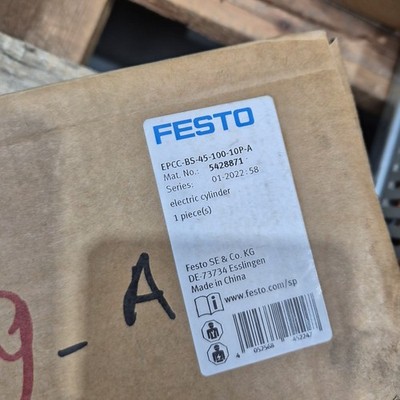 FESTO
EPCC-BS-45-100-10P-A
Mat. No.: 5428871
Series: 01-2022:58
electric cylinder
1 piece(s)
Festo SE & Co. KG
DE-73734 Esslingen
Made in China
www.festo.com/sp
9 - A